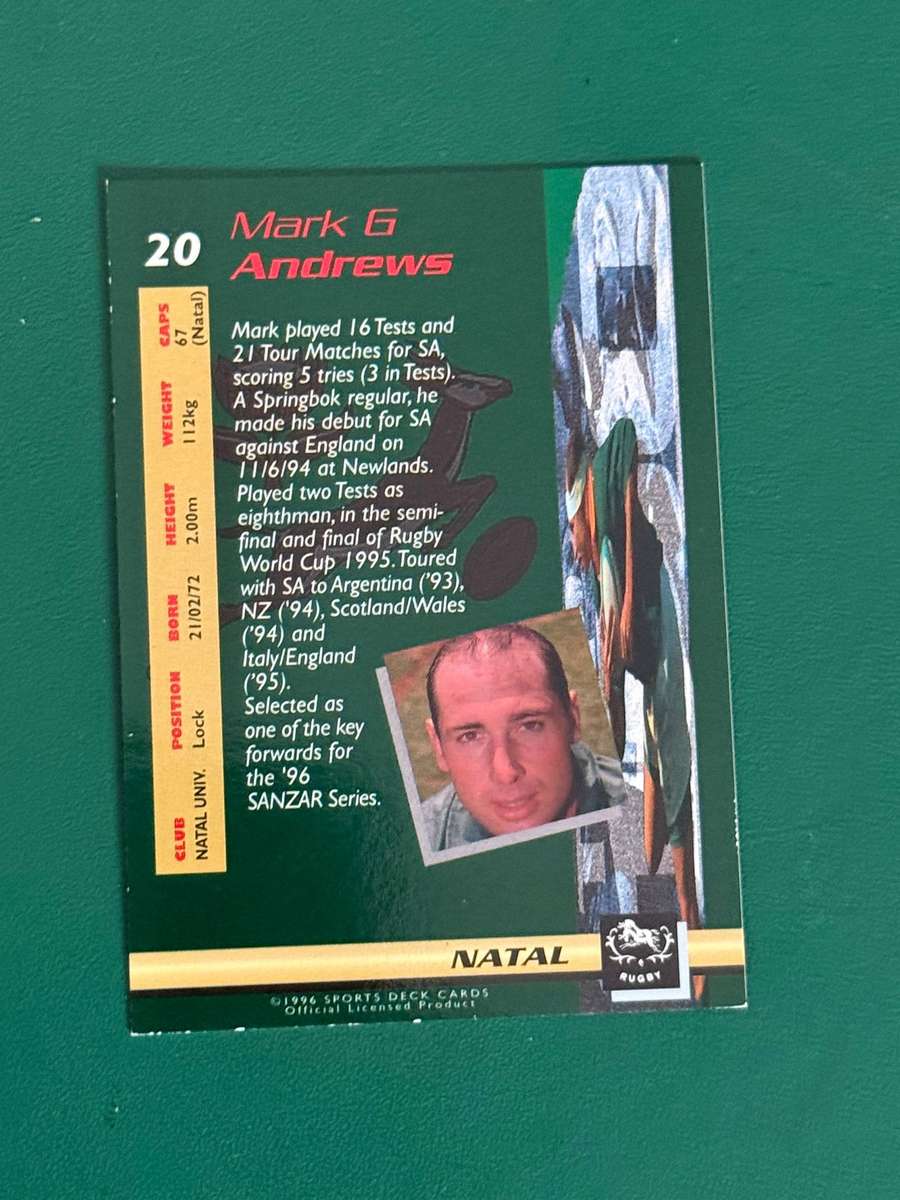 20
Mark G
Andrews
CLUB POSITION BORN HEIGHT WEIGHT CAPS
NATAL UNIV. Lock 21/02/72 2.00m 112kg 67
(Natal)
Mark played 16 Tests and
21 Tour Matches for SA,
scoring 5 tries (3 in Tests).
A Springbok regular, he
made his debut for SA
against England on
11/6/94 at Newlands.
Played two Tests as
eighthman, in the semi-
final and final of Rugby
World Cup 1995. Toured
with SA to Argentina ('93),
NZ ('94), Scotland/Wales
('94) and
Italy/England
('95).
Selected as
one of the key
forwards for
the '96
SANZAR Series.
NATAL
RUGBY
©1996 SPORTS DECK CARDS
Official Licensed Product